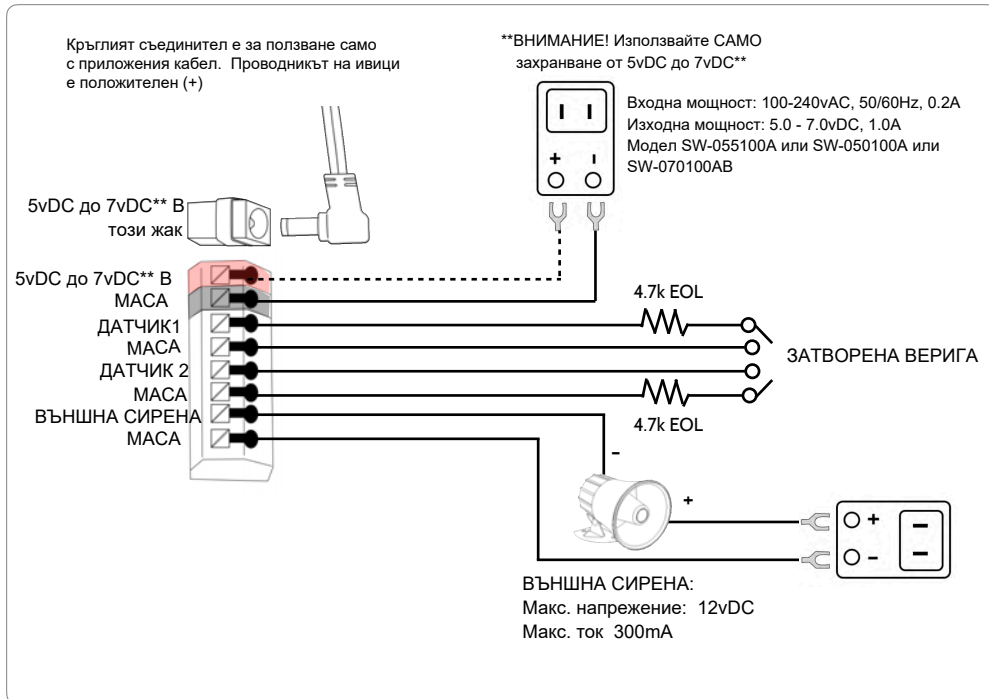 Кръглият съединител е за ползване само
с приложения кабел. Проводникът на ивици
е положителен (+)
**ВНИМАНИЕ! Използвайте САМО
захранване от 5vDC до 7vDC**
Входна мощност: 100-240vAC, 50/60Hz, 0.2A
Изходна мощност: 5.0 - 7.0vDC, 1.0A
Модел SW-055100A или SW-050100A или
SW-070100AB
+ -
5vDC до 7vDC** В
този жак
5vDC до 7vDC** В
МАСА
ДАТЧИК1
МАСА
ДАТЧИК 2
МАСА
ВЪНШНА СИРЕНА
МАСА
4.7k EOL
ЗАТВОРЕНА ВЕРИГА
4.7k EOL
-
+
+
-
ВЪНШНА СИРЕНА:
Макс. напрежение: 12vDC
Макс. ток 300mA